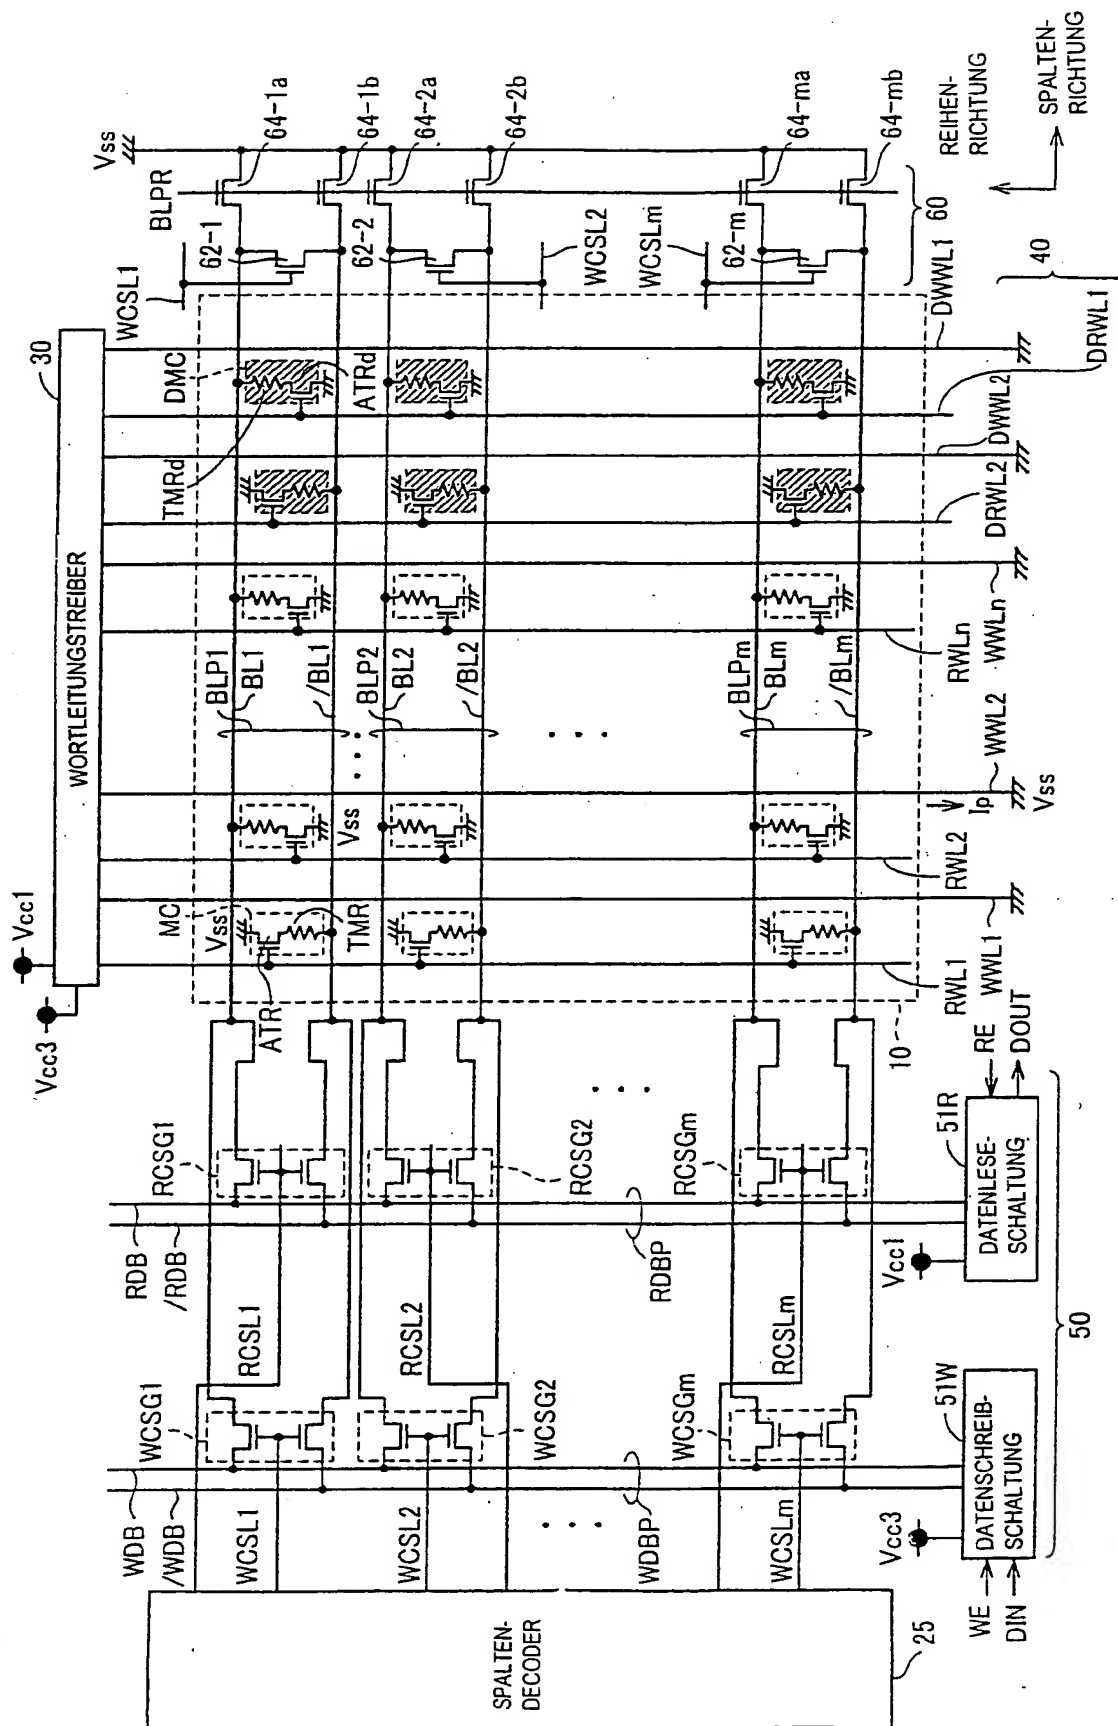 Vcc3
Vcc1
30
WORTLEITUNGSTREIBER
WCSL1
BLPR
Vss
64-1a
64-1b
64-2a
64-2b
64-ma
64-mb
62-1
62-2
62-m
WCSL2
WCSLm
60
REIHEN-
RICHTUNG
SPALTEN-
RICHTUNG
40
DMC
TMRd
ATRd
DWWL1
DRWL1
DWWL2
DRWL2
WWLn
RWLn
BLP1
BL1
/BL1
BLP2
BL2
/BL2
BLPm
BLm
/BLm
WWL2
Vss
Ip
RWL2
WWL1
RWL1
MC
Vss
Vss
TMR
ATR
10
RCSG1
RCSG2
RCSGm
RDB
/RDB
RDBP
RCSL1
RCSL2
RCSLm
WCSG1
WCSG2
WCSGm
WDB
/WDB
WDBP
WCSL1
WCSL2
WCSLm
SPALTEN-
DECODER
25
Vcc1
51R
DATENLESE-
SCHALTUNG
RE
DOUT
50
Vcc3
51W
DATENSCHREIB-
SCHALTUNG
WE
DIN